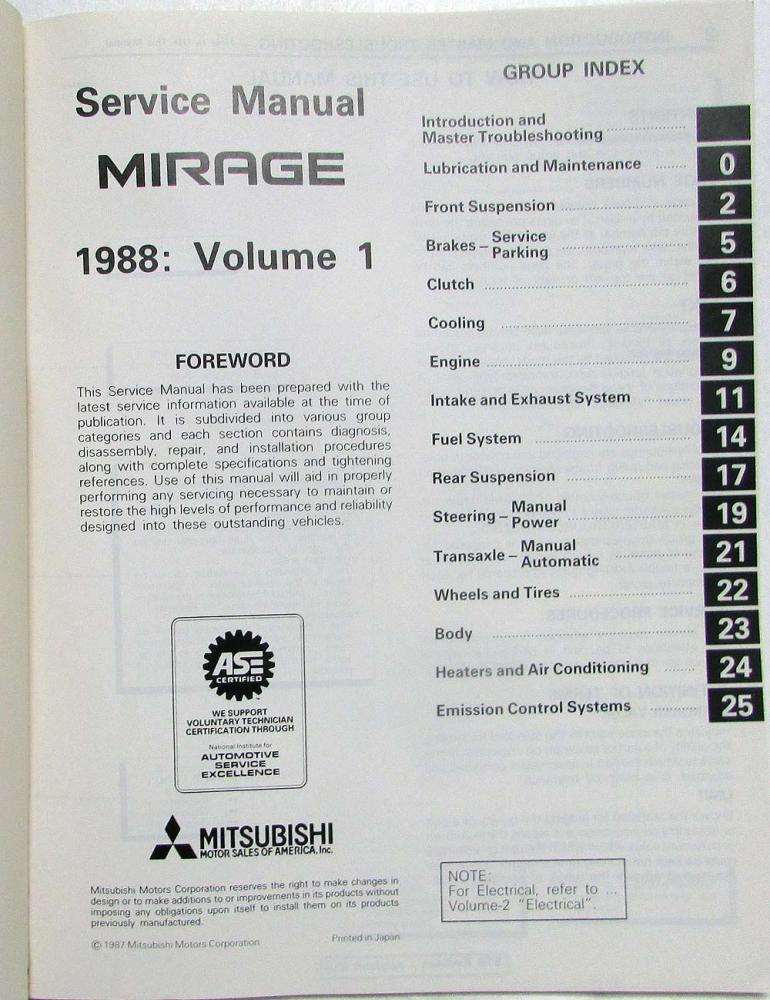 Service Manual
MIRAGE
1988: Volume 1
FOREWORD
This Service Manual has been prepared with the
latest service information available at the time of
publication. It is subdivided into various group
categories and each section contains diagnosis,
disassembly, repair, and installation procedures
along with complete specifications and tightening
references. Use of this manual will aid in properly
performing any servicing necessary to maintain or
restore the high levels of performance and reliability
designed into these outstanding vehicles.
ASE
CERTIFIED
WE SUPPORT
VOLUNTARY TECHNICIAN
CERTIFICATION THROUGH
National Institute for
AUTOMOTIVE
SERVICE
EXCELLENCE
MITSUBISHI
MOTOR SALES OF AMERICA, Inc.
Mitsubishi Motors Corporation reserves the right to make changes in
design or to make additions to or improvements in its products without
imposing any obligations upon itself to install them on its products
previously manufactured.
© 1987 Mitsubishi Motors Corporation Printed in Japan
GROUP INDEX
Introduction and
Master Troubleshooting
Lubrication and Maintenance 0
Front Suspension 2
Brakes – Service
Parking 5
Clutch 6
Cooling 7
Engine 9
Intake and Exhaust System 11
Fuel System 14
Rear Suspension 17
Steering – Manual
Power 19
Transaxle – Manual
Automatic 21
Wheels and Tires 22
Body 23
Heaters and Air Conditioning 24
Emission Control Systems 25
NOTE:
For Electrical, refer to ...
Volume-2 "Electrical".